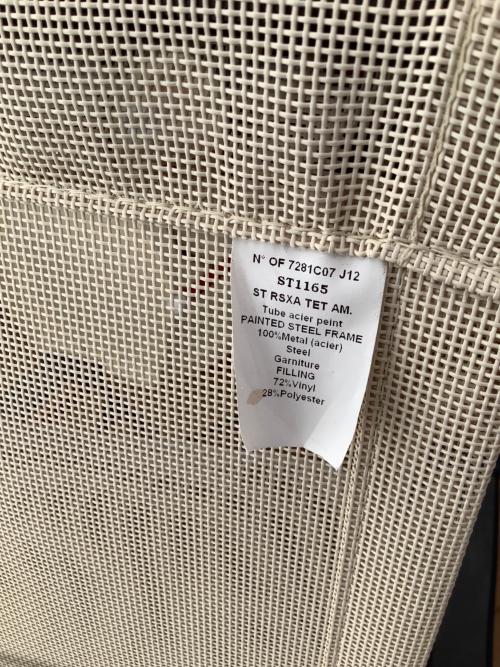 N° OF 7281C07 J12
ST1165
ST RSXA TET AM.
Tube acier peint
PAINTED STEEL FRAME
100%Metal (acier)
Steel
Garniture
FILLING
72%Vinyl
28%Polyester